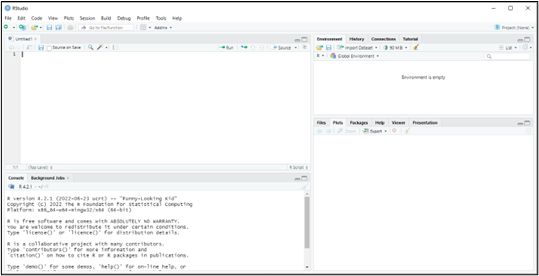 RStudio
File Edit Code View Plots Session Build Debug Profile Tools Help
Go to file/function Addins Project: (None)
Untitled1
Source on Save Run Source
1
1:1 (Top Level) R Script
Console Background Jobs
R 4.2.1 · ~/
R version 4.2.1 (2022-06-23 ucrt) -- "Funny-Looking Kid"
Copyright (C) 2022 The R Foundation for Statistical Computing
Platform: x86_64-w64-mingw32/x64 (64-bit)
R is free software and comes with ABSOLUTELY NO WARRANTY.
You are welcome to redistribute it under certain conditions.
Type 'license()' or 'licence()' for distribution details.
R is a collaborative project with many contributors.
Type 'contributors()' for more information and
'citation()' on how to cite R or R packages in publications.
Type 'demo()' for some demos, 'help()' for on-line help, or
Environment History Connections Tutorial
Import Dataset 90 MiB List
R Global Environment
Environment is empty
Files Plots Packages Help Viewer Presentation
Zoom Export